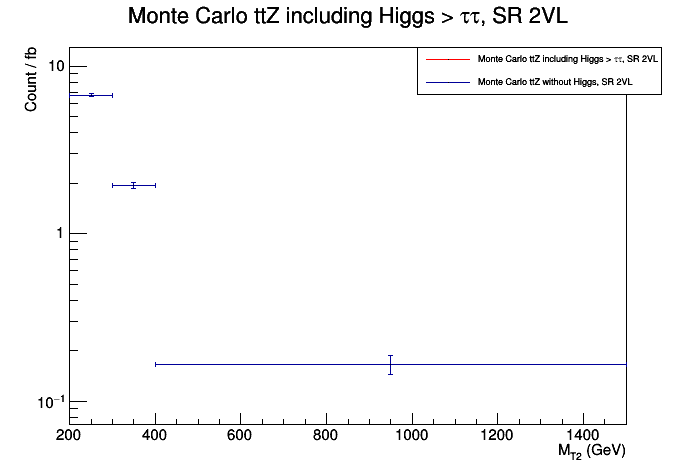 Monte Carlo ttZ including Higgs > ττ, SR 2VL
Count / fb
Monte Carlo ttZ including Higgs > ττ, SR 2VL
Monte Carlo ttZ without Higgs, SR 2VL
10
1
10⁻¹
200 400 600 800 1000 1200 1400
M_T2 (GeV)